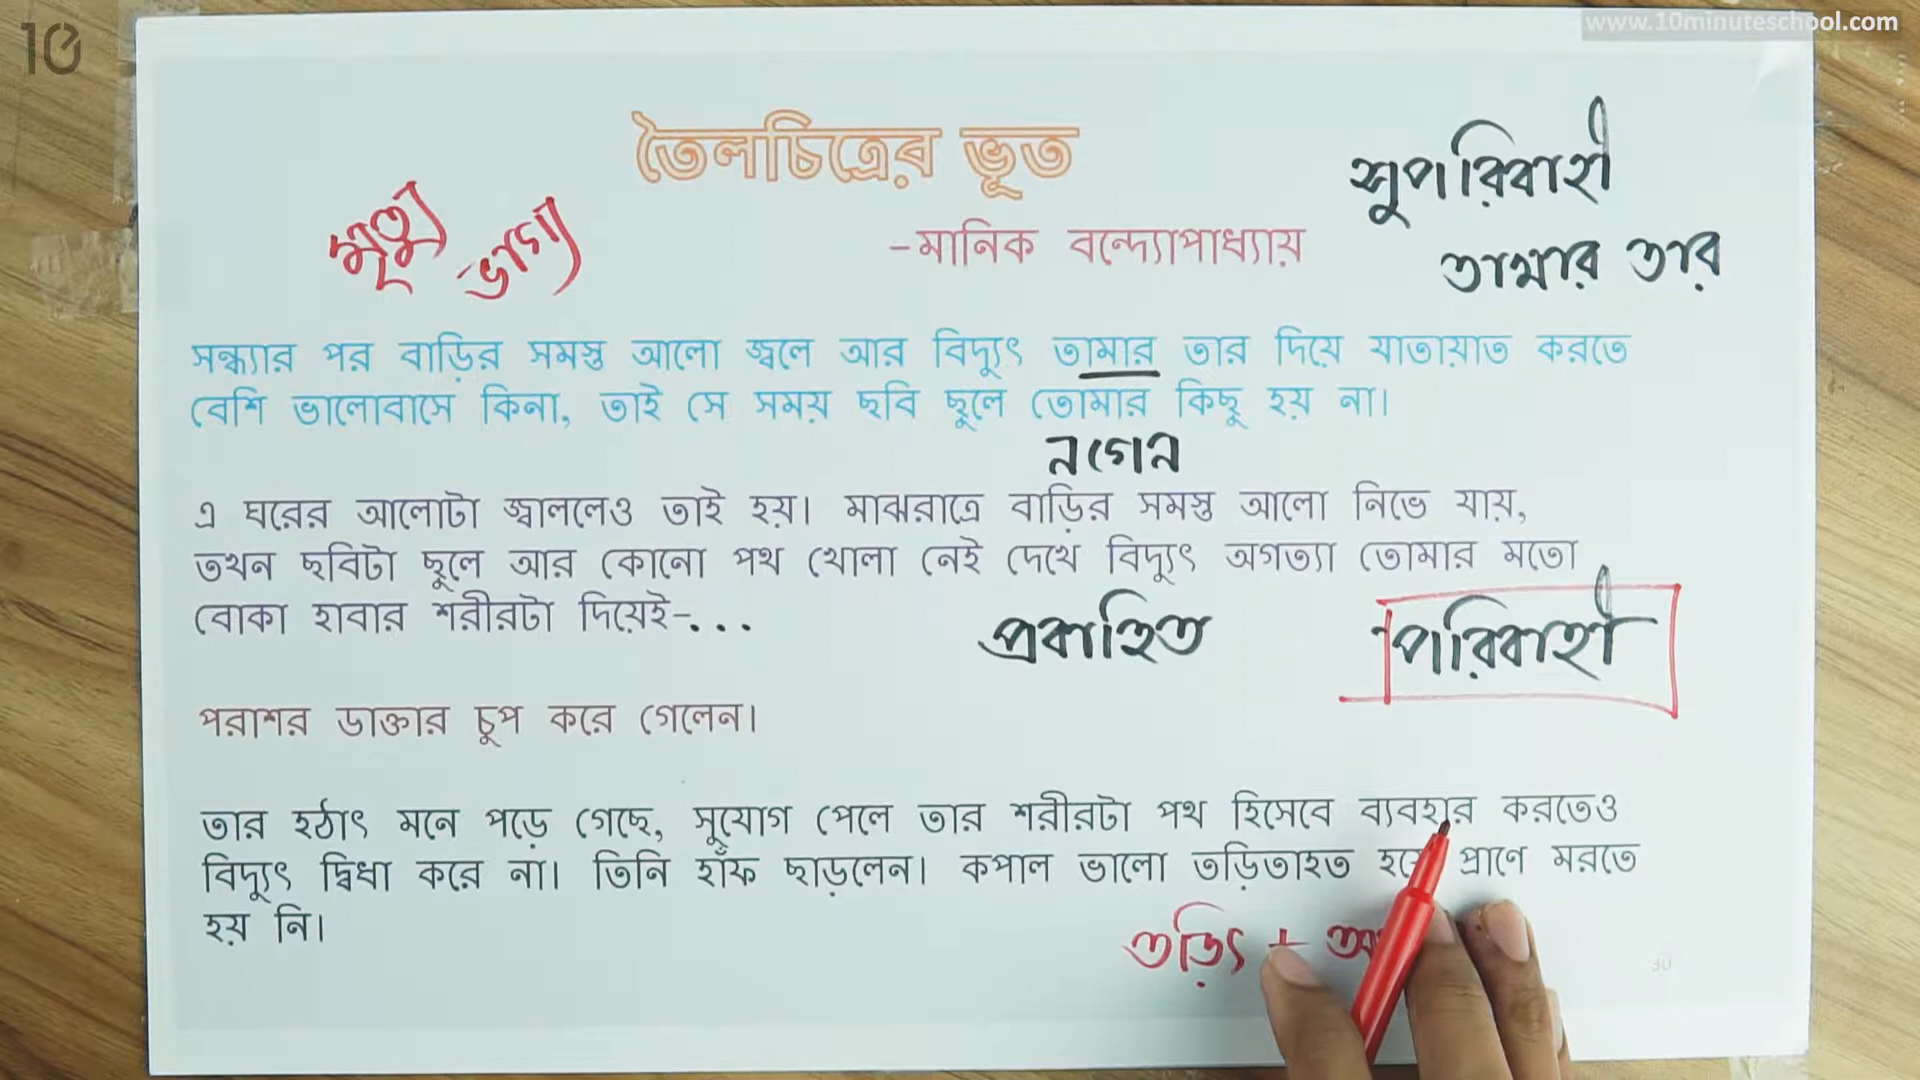 10
www.10minuteschool.com
তৈলচিত্রের ভূত
সুপরিবাহী
মৃত্যু
ভাগ্য
-মানিক বন্দ্যোপাধ্যায়
তামার তার
সন্ধ্যার পর বাড়ির সমস্ত আলো জ্বলে আর বিদ্যুৎ তামার তার দিয়ে যাতায়াত করতে
বেশি ভালোবাসে কিনা, তাই সে সময় ছবি ছুলে তোমার কিছু হয় না।
নগেন
এ ঘরের আলোটা জ্বাললেও তাই হয়। মাঝরাত্রে বাড়ির সমস্ত আলো নিভে যায়,
তখন ছবিটা ছুলে আর কোনো পথ খোলা নেই দেখে বিদ্যুৎ অগত্যা তোমার মতো
বোকা হাবার শরীরটা দিয়েই-...
প্রবাহিত
পরিবাহী
পরাশর ডাক্তার চুপ করে গেলেন।
তার হঠাৎ মনে পড়ে গেছে, সুযোগ পেলে তার শরীরটা পথ হিসেবে ব্যবহার করতেও
বিদ্যুৎ দ্বিধা করে না। তিনি হাঁফ ছাড়লেন। কপাল ভালো তড়িতাহত প্রাণে মরতে
হয় নি।
তড়িৎ +